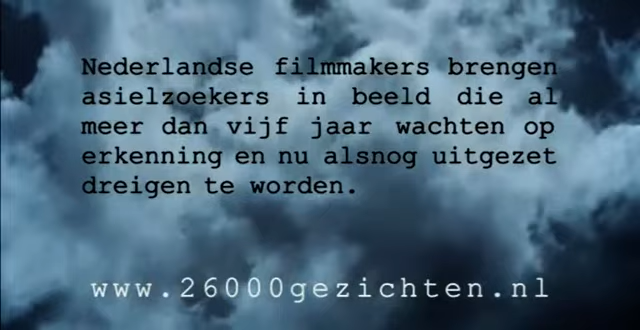 Nederlandse filmmakers brengen
asielzoekers in beeld die al
meer dan vijf jaar wachten op
erkenning en nu alsnog uitgezet
dreigen te worden.
www.26000gezichten.nl